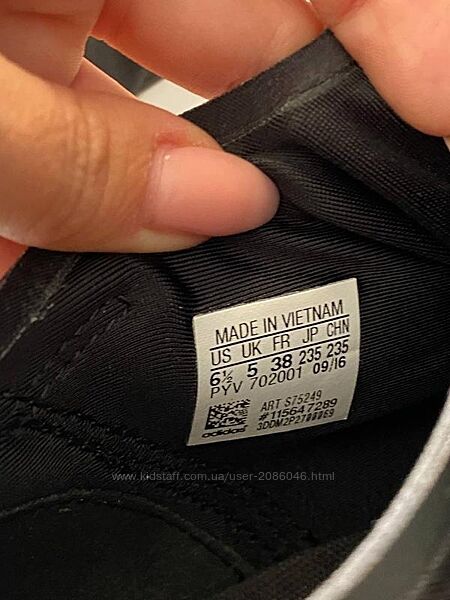 MADE IN VIETNAM
US UK FR JP CHN
6½ 5 38 235 235
PYV 702001 09/16
ART S75249
#115647289
adidas
www.kidstaff.com.ua/user-2086046.html